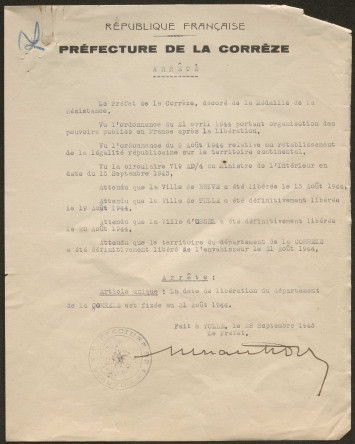 RÉPUBLIQUE FRANÇAISE
PRÉFECTURE DE LA CORRÈZE
ARRÊTÉ
Le Préfet de la Corrèze, décoré de la Médaille de la
Résistance,
Vu l'ordonnance du 21 avril 1944 portant organisation des
pouvoirs publics en France après la libération,
Vu l'ordonnance du 9 Août 1944 relative au rétablissement
de la légalité républicaine sur le territoire continental,
Vu la circulaire 719 AD/4 du Ministre de l'Intérieur en
date du 15 Septembre 1945,
Attendu que la Ville de BRIVE a été libérée le 15 Août 1944,
Attendu que la Ville de TULLE a été définitivement libérée
le 19 Août 1944,
Attendu que la Ville d'USSEL a été définitivement libérée
le 22 Août 1944,
Attendu que le territoire du département de la CORREZE
a été définitivement libéré de l'envahisseur le 21 Août 1944,
Arrête :
Article unique : La date de libération du Département
de la CORREZE est fixée au 21 Août 1944.
Fait à TULLE, le 22 Septembre 1945
Le Préfet,
PRÉFECTURE